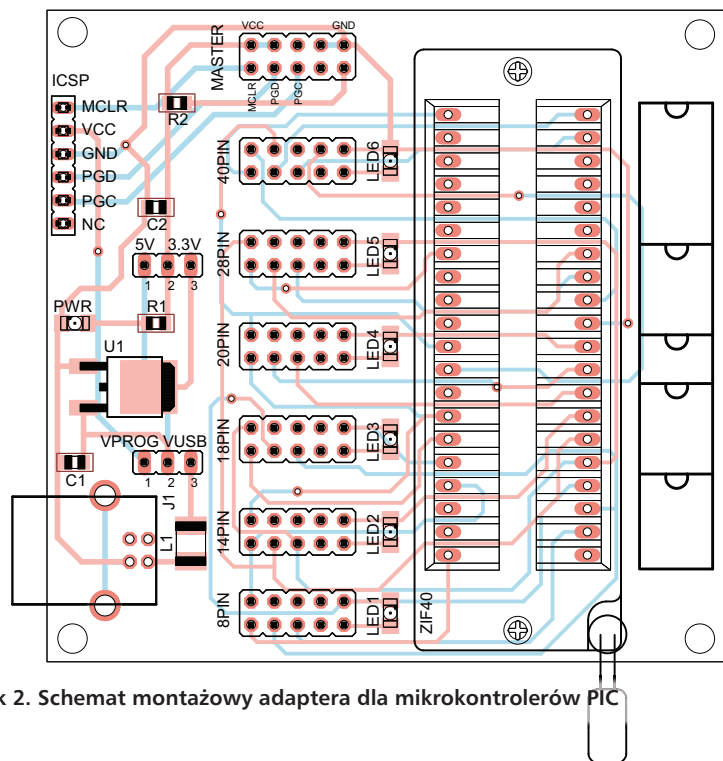 VCC
GND
MASTER
MCLR
PGD
PGC
ICSP
MCLR
VCC
GND
PGD
PGC
NC
R2
C2
40PIN
LED6
5V 3.3V
1 2 3
28PIN
LED5
PWR
R1
U1
20PIN
LED4
VPROG VUSB
1 2 3
18PIN
LED3
C1
J1
L1
14PIN
LED2
8PIN
LED1
ZIF40
k 2. Schemat montażowy adaptera dla mikrokontrolerów PIC